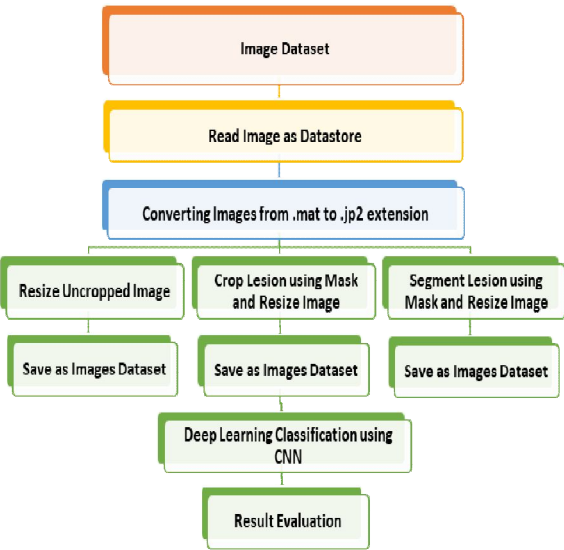 Image Dataset
Read Image as Datastore
Converting Images from .mat to .jp2 extension
Resize Uncropped Image
Crop Lesion using Mask
and Resize Image
Segment Lesion using
Mask and Resize Image
Save as Images Dataset
Save as Images Dataset
Save as Images Dataset
Deep Learning Classification using
CNN
Result Evaluation